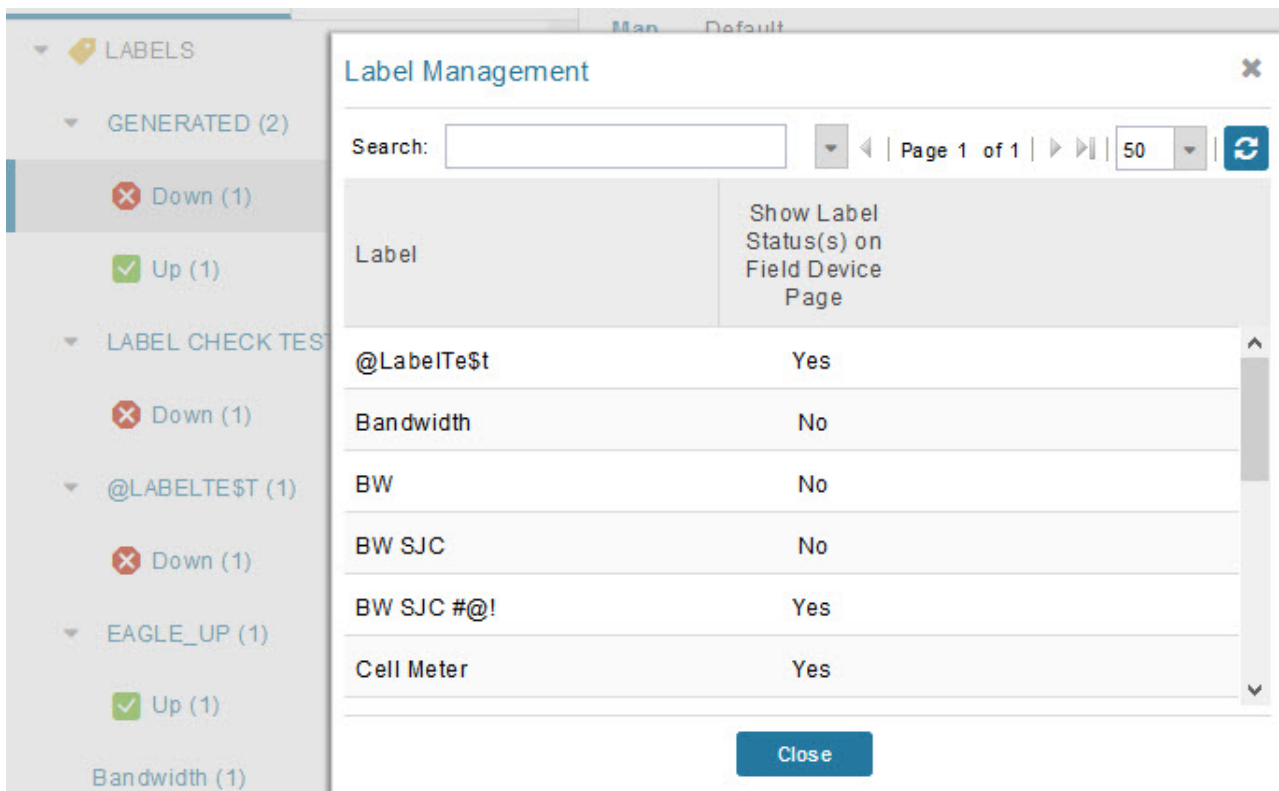 Map Default
LABELS
GENERATED (2)
Down (1)
Up (1)
LABEL CHECK TEST
Down (1)
@LABELTE$T (1)
Down (1)
EAGLE_UP (1)
Up (1)
Bandwidth (1)
Label Management
Search: Page 1 of 1 50
Label
Show Label
Status(s) on
Field Device
Page
@LabelTe$t Yes
Bandwidth No
BW No
BW SJC No
BW SJC #@! Yes
Cell Meter Yes
Close